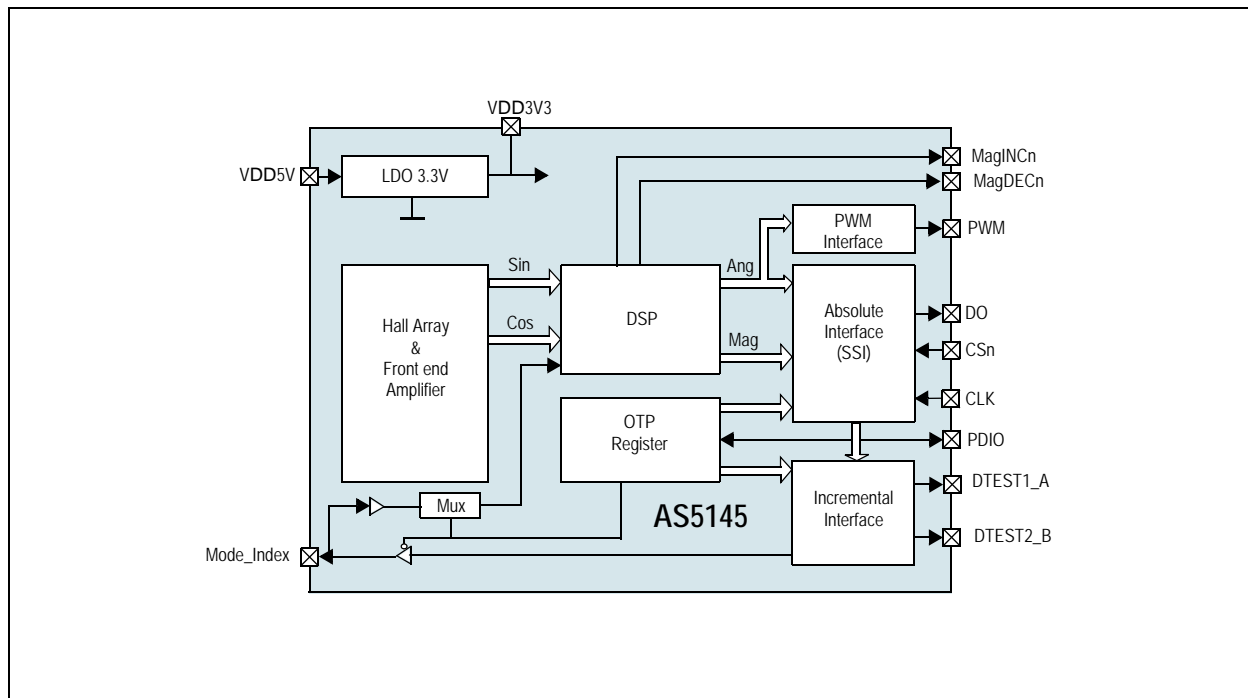 VDD3V3
VDD5V
LDO 3.3V
MagINCn
MagDECn
PWM
Interface
PWM
Sin
Ang
Hall Array
&
Front end
Amplifier
Cos
DSP
Mag
Absolute
Interface
(SSI)
DO
CSn
CLK
OTP
Register
PDIO
Mux
AS5145
Incremental
Interface
DTEST1_A
DTEST2_B
Mode_Index